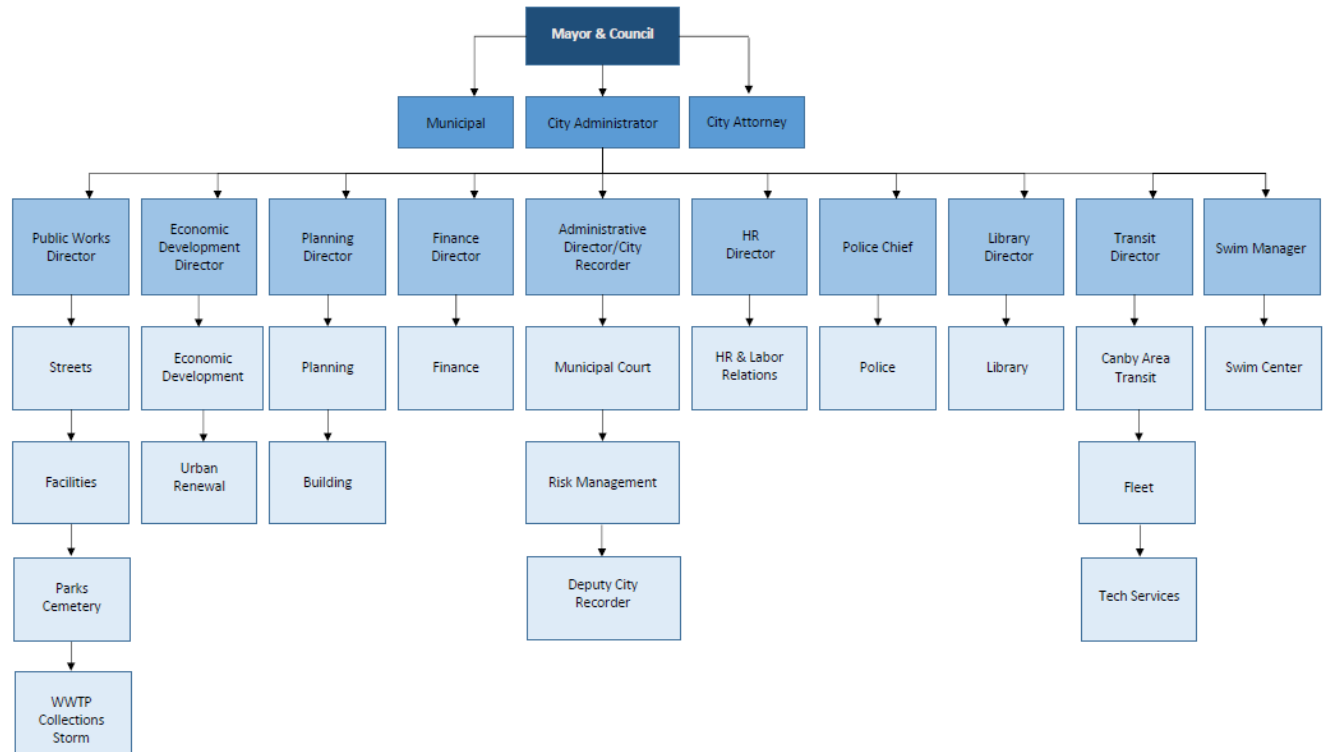 Mayor & Council
Municipal
City Administrator
City Attorney
Public Works
Director
Economic
Development
Director
Planning
Director
Finance
Director
Administrative
Director/City
Recorder
HR
Director
Police Chief
Library
Director
Transit
Director
Swim Manager
Streets
Economic
Development
Planning
Finance
Municipal Court
HR & Labor
Relations
Police
Library
Canby Area
Transit
Swim Center
Facilities
Urban
Renewal
Building
Risk Management
Fleet
Parks
Cemetery
Deputy City
Recorder
Tech Services
WWTP
Collections
Storm